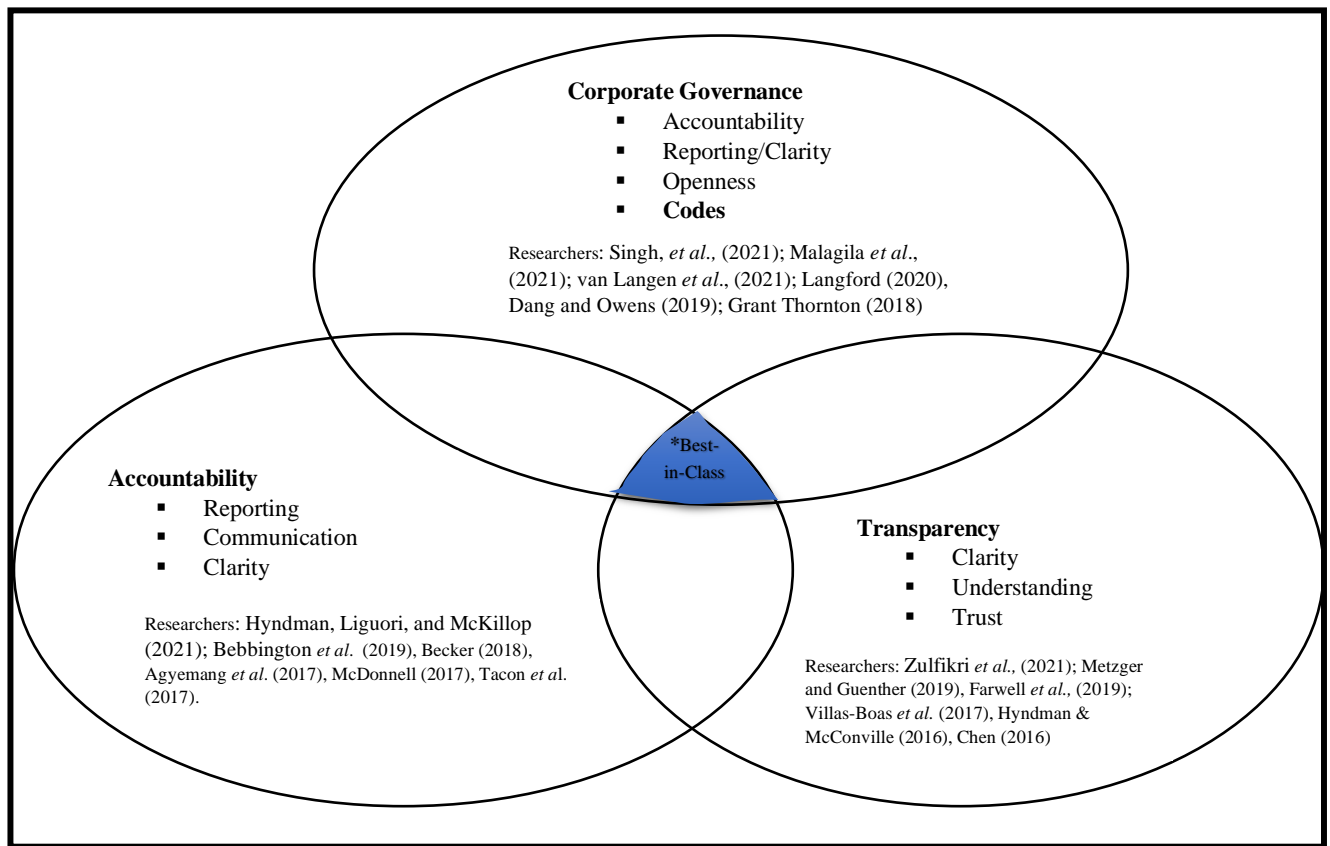 Corporate Governance
▪ Accountability
▪ Reporting/Clarity
▪ Openness
▪ Codes
Researchers: Singh, et al., (2021); Malagila et al.,
(2021); van Langen et al., (2021); Langford (2020),
Dang and Owens (2019); Grant Thornton (2018)
*Best-
in-Class
Accountability
▪ Reporting
▪ Communication
▪ Clarity
Researchers: Hyndman, Liguori, and McKillop
(2021); Bebbington et al. (2019), Becker (2018),
Agyemang et al. (2017), McDonnell (2017), Tacon et al.
(2017).
Transparency
▪ Clarity
▪ Understanding
▪ Trust
Researchers: Zulfikri et al., (2021); Metzger
and Guenther (2019), Farwell et al., (2019);
Villas-Boas et al. (2017), Hyndman &
McConville (2016), Chen (2016)